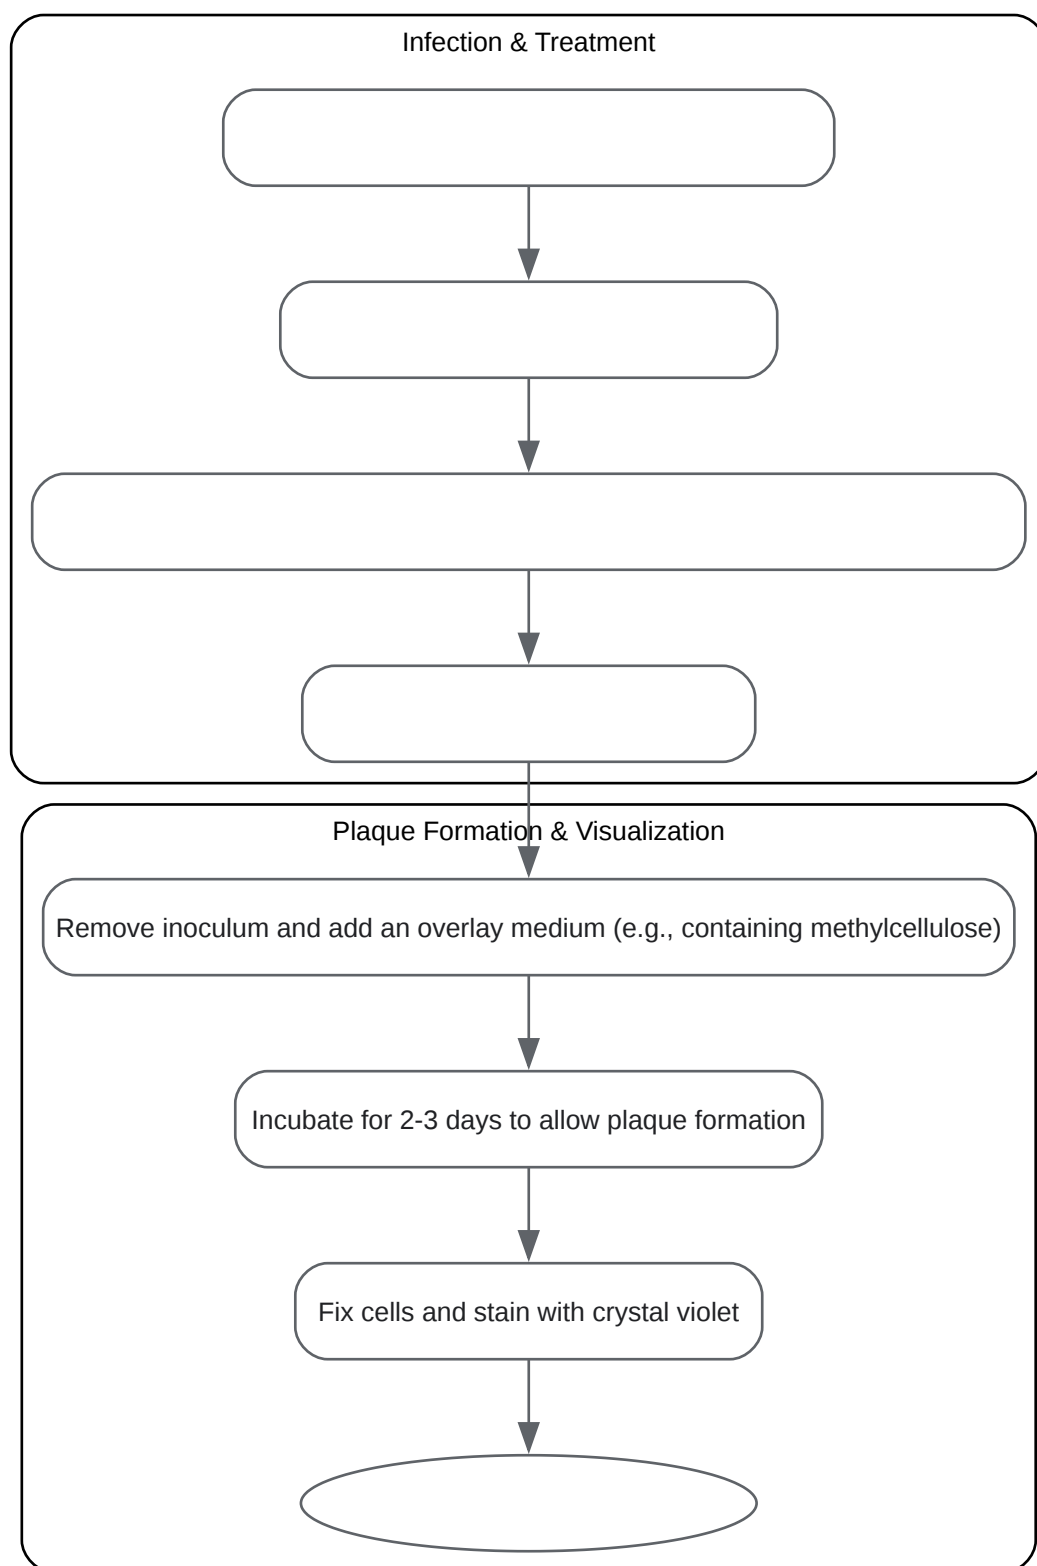 Infection & Treatment
Plaque Formation & Visualization
Remove inoculum and add an overlay medium (e.g., containing methylcellulose)
Incubate for 2-3 days to allow plaque formation
Fix cells and stain with crystal violet